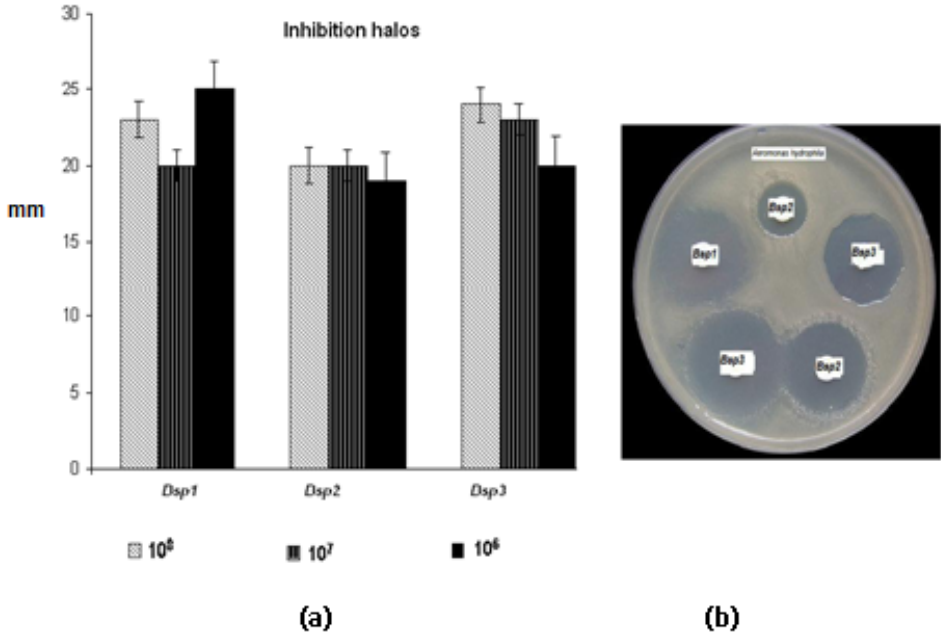 Inhibition halos
30
25
20
15
10
5
0
mm
Dsp1 Dsp2 Dsp3
10⁸ 10⁷ 10⁶
(a)
Aeromonas hydrophila
Bsp2
Bsp1
Bsp3
Bsp3
Bsp2
(b)